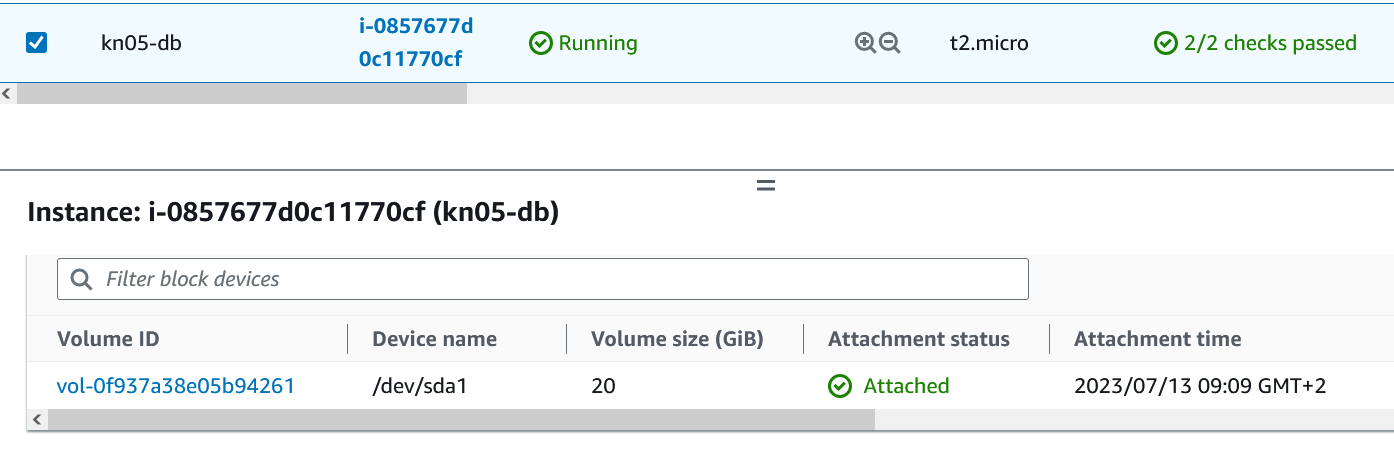 kn05-db i-0857677d0c11770cf Running t2.micro 2/2 checks passed
Instance: i-0857677d0c11770cf (kn05-db)
Filter block devices
Volume ID Device name Volume size (GiB) Attachment status Attachment time
vol-0f937a38e05b94261 /dev/sda1 20 Attached 2023/07/13 09:09 GMT+2